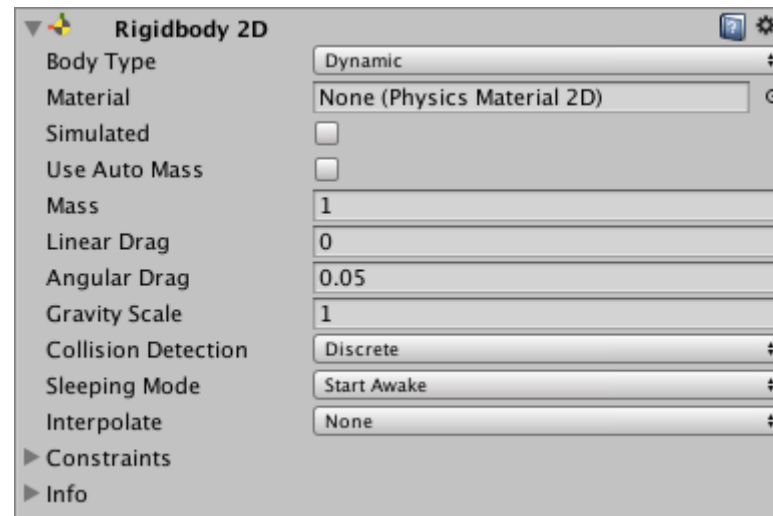 Rigidbody 2D
Body Type Dynamic
Material None (Physics Material 2D)
Simulated
Use Auto Mass
Mass 1
Linear Drag 0
Angular Drag 0.05
Gravity Scale 1
Collision Detection Discrete
Sleeping Mode Start Awake
Interpolate None
Constraints
Info